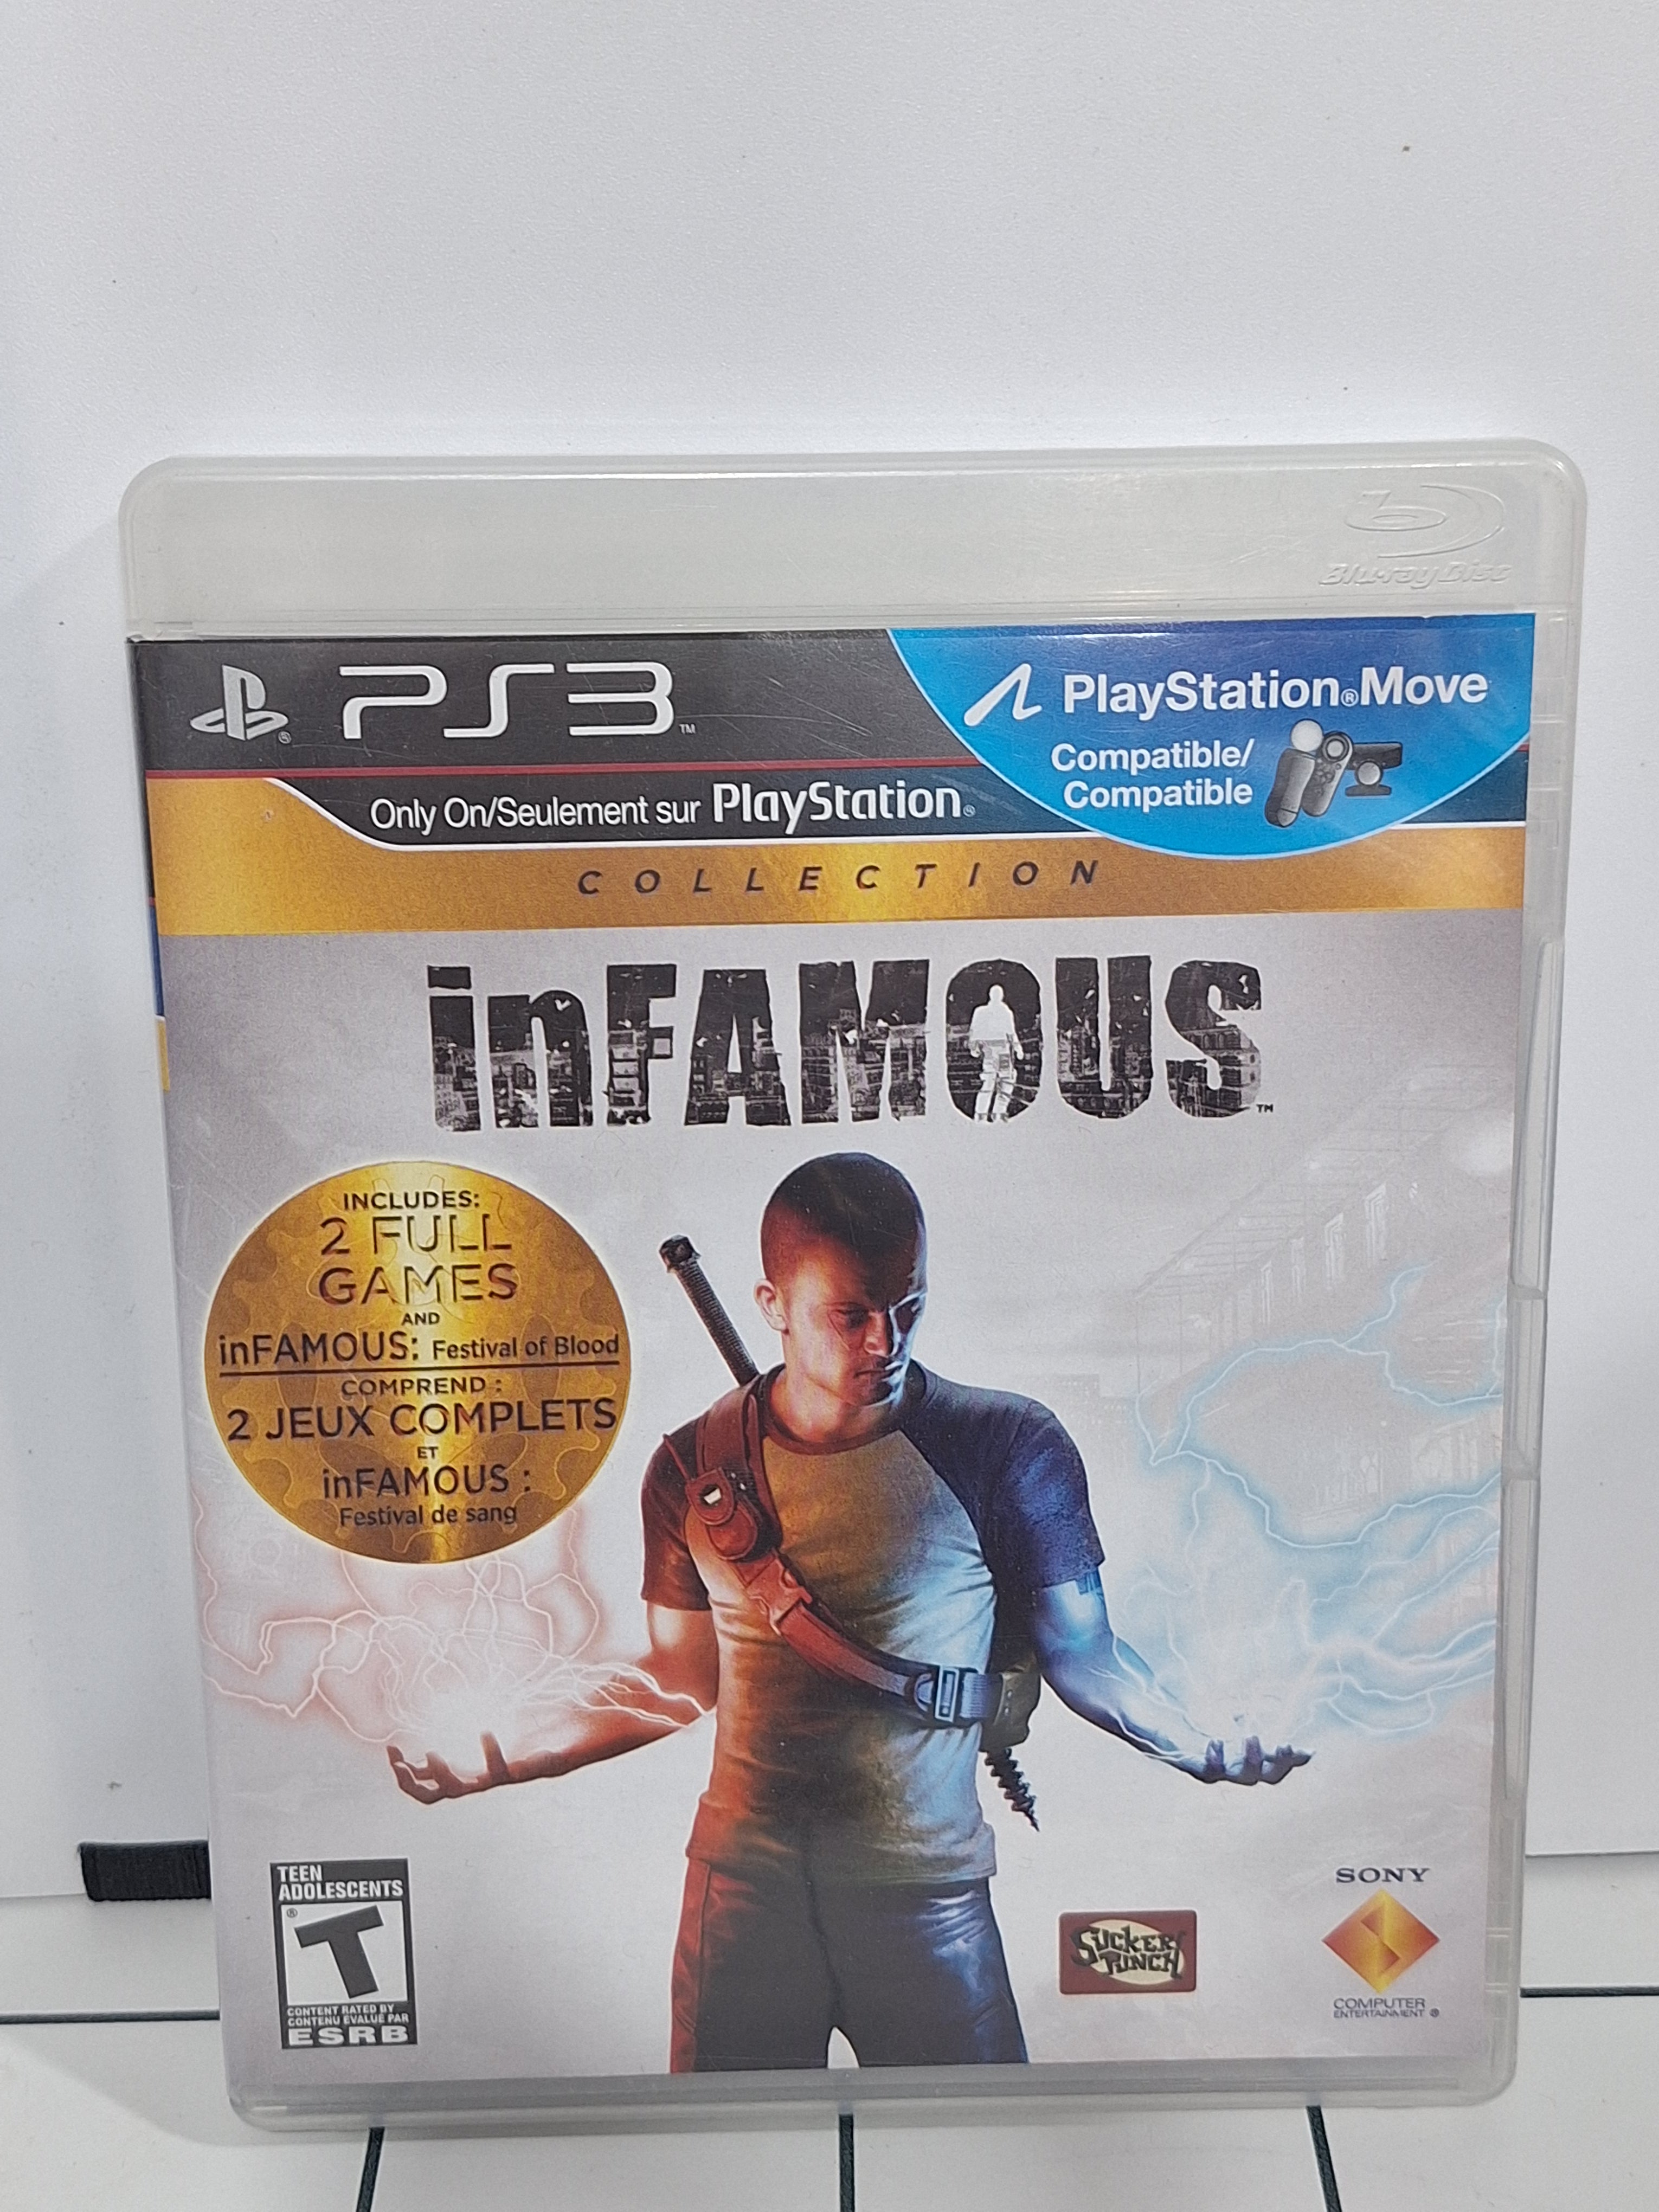 Blu-ray Disc
PS3™
PlayStation®Move
Compatible/
Compatible
Only On/Seulement sur PlayStation®
COLLECTION
inFAMOUS™
INCLUDES:
2 FULL
GAMES
AND
inFAMOUS: Festival of Blood
COMPREND :
2 JEUX COMPLETS
ET
inFAMOUS :
Festival de sang
TEEN
ADOLESCENTS
T
®
CONTENT RATED BY
CONTENU ÉVALUÉ PAR
ESRB
SUCKER
PUNCH
SONY
COMPUTER
ENTERTAINMENT®